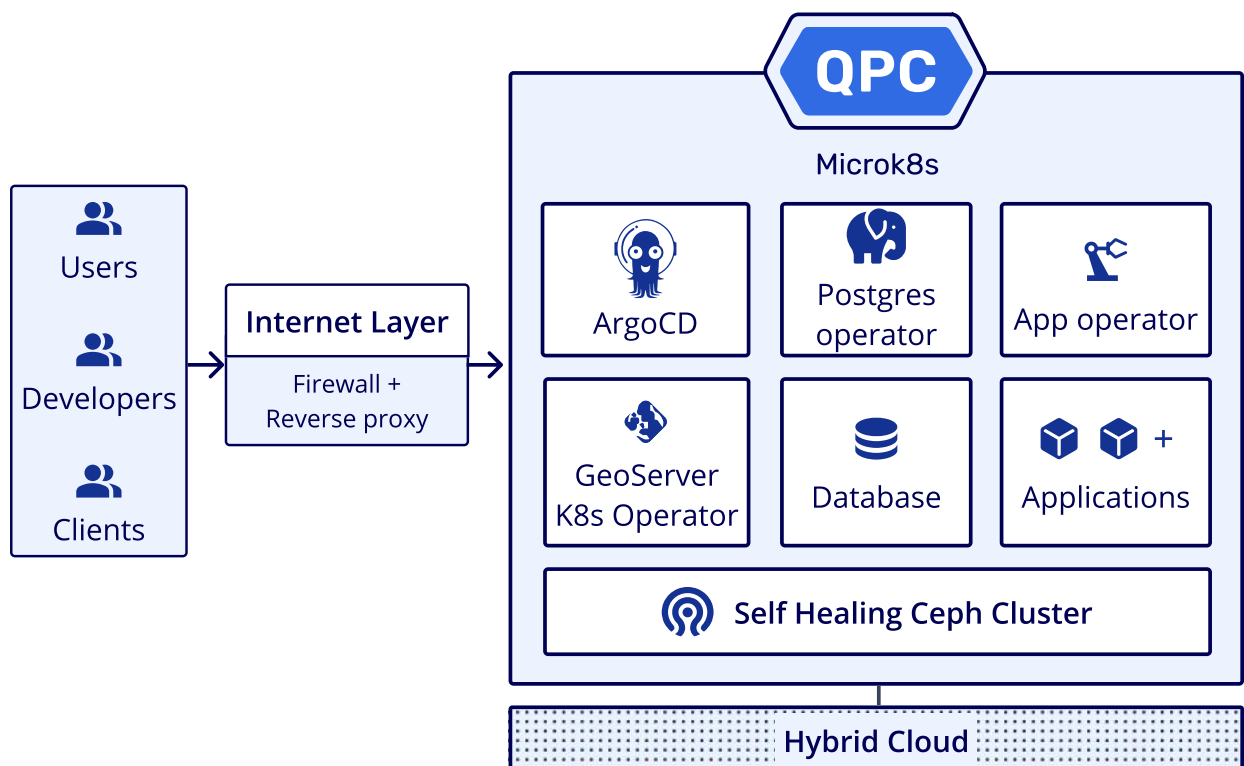 QPC
Microk8s
Users
Developers
Clients
Internet Layer
Firewall +
Reverse proxy
ArgoCD
Postgres
operator
App operator
GeoServer
K8s Operator
Database
+
Applications
Self Healing Ceph Cluster
Hybrid Cloud